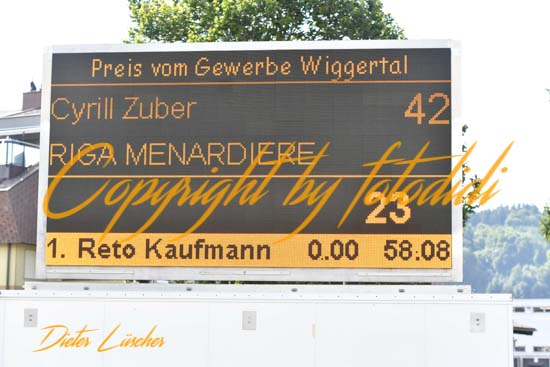 Preis vom Gewerbe Wiggertal
Cyrill Zuber 42
RIGA MENARDIERE
Copyright by fotodidi
23
1. Reto Kaufmann 0.00 58.08
Dieter Lüscher